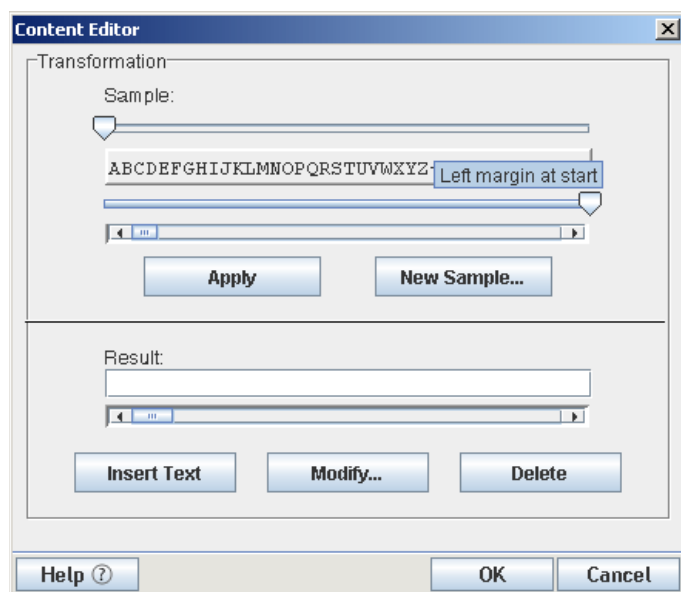 Content Editor
Transformation
Sample:
ABCDEFGHIJKLMNOPQRSTUVWXYZ-
Left margin at start
Apply New Sample...
Result:
Insert Text Modify... Delete
Help ? OK Cancel